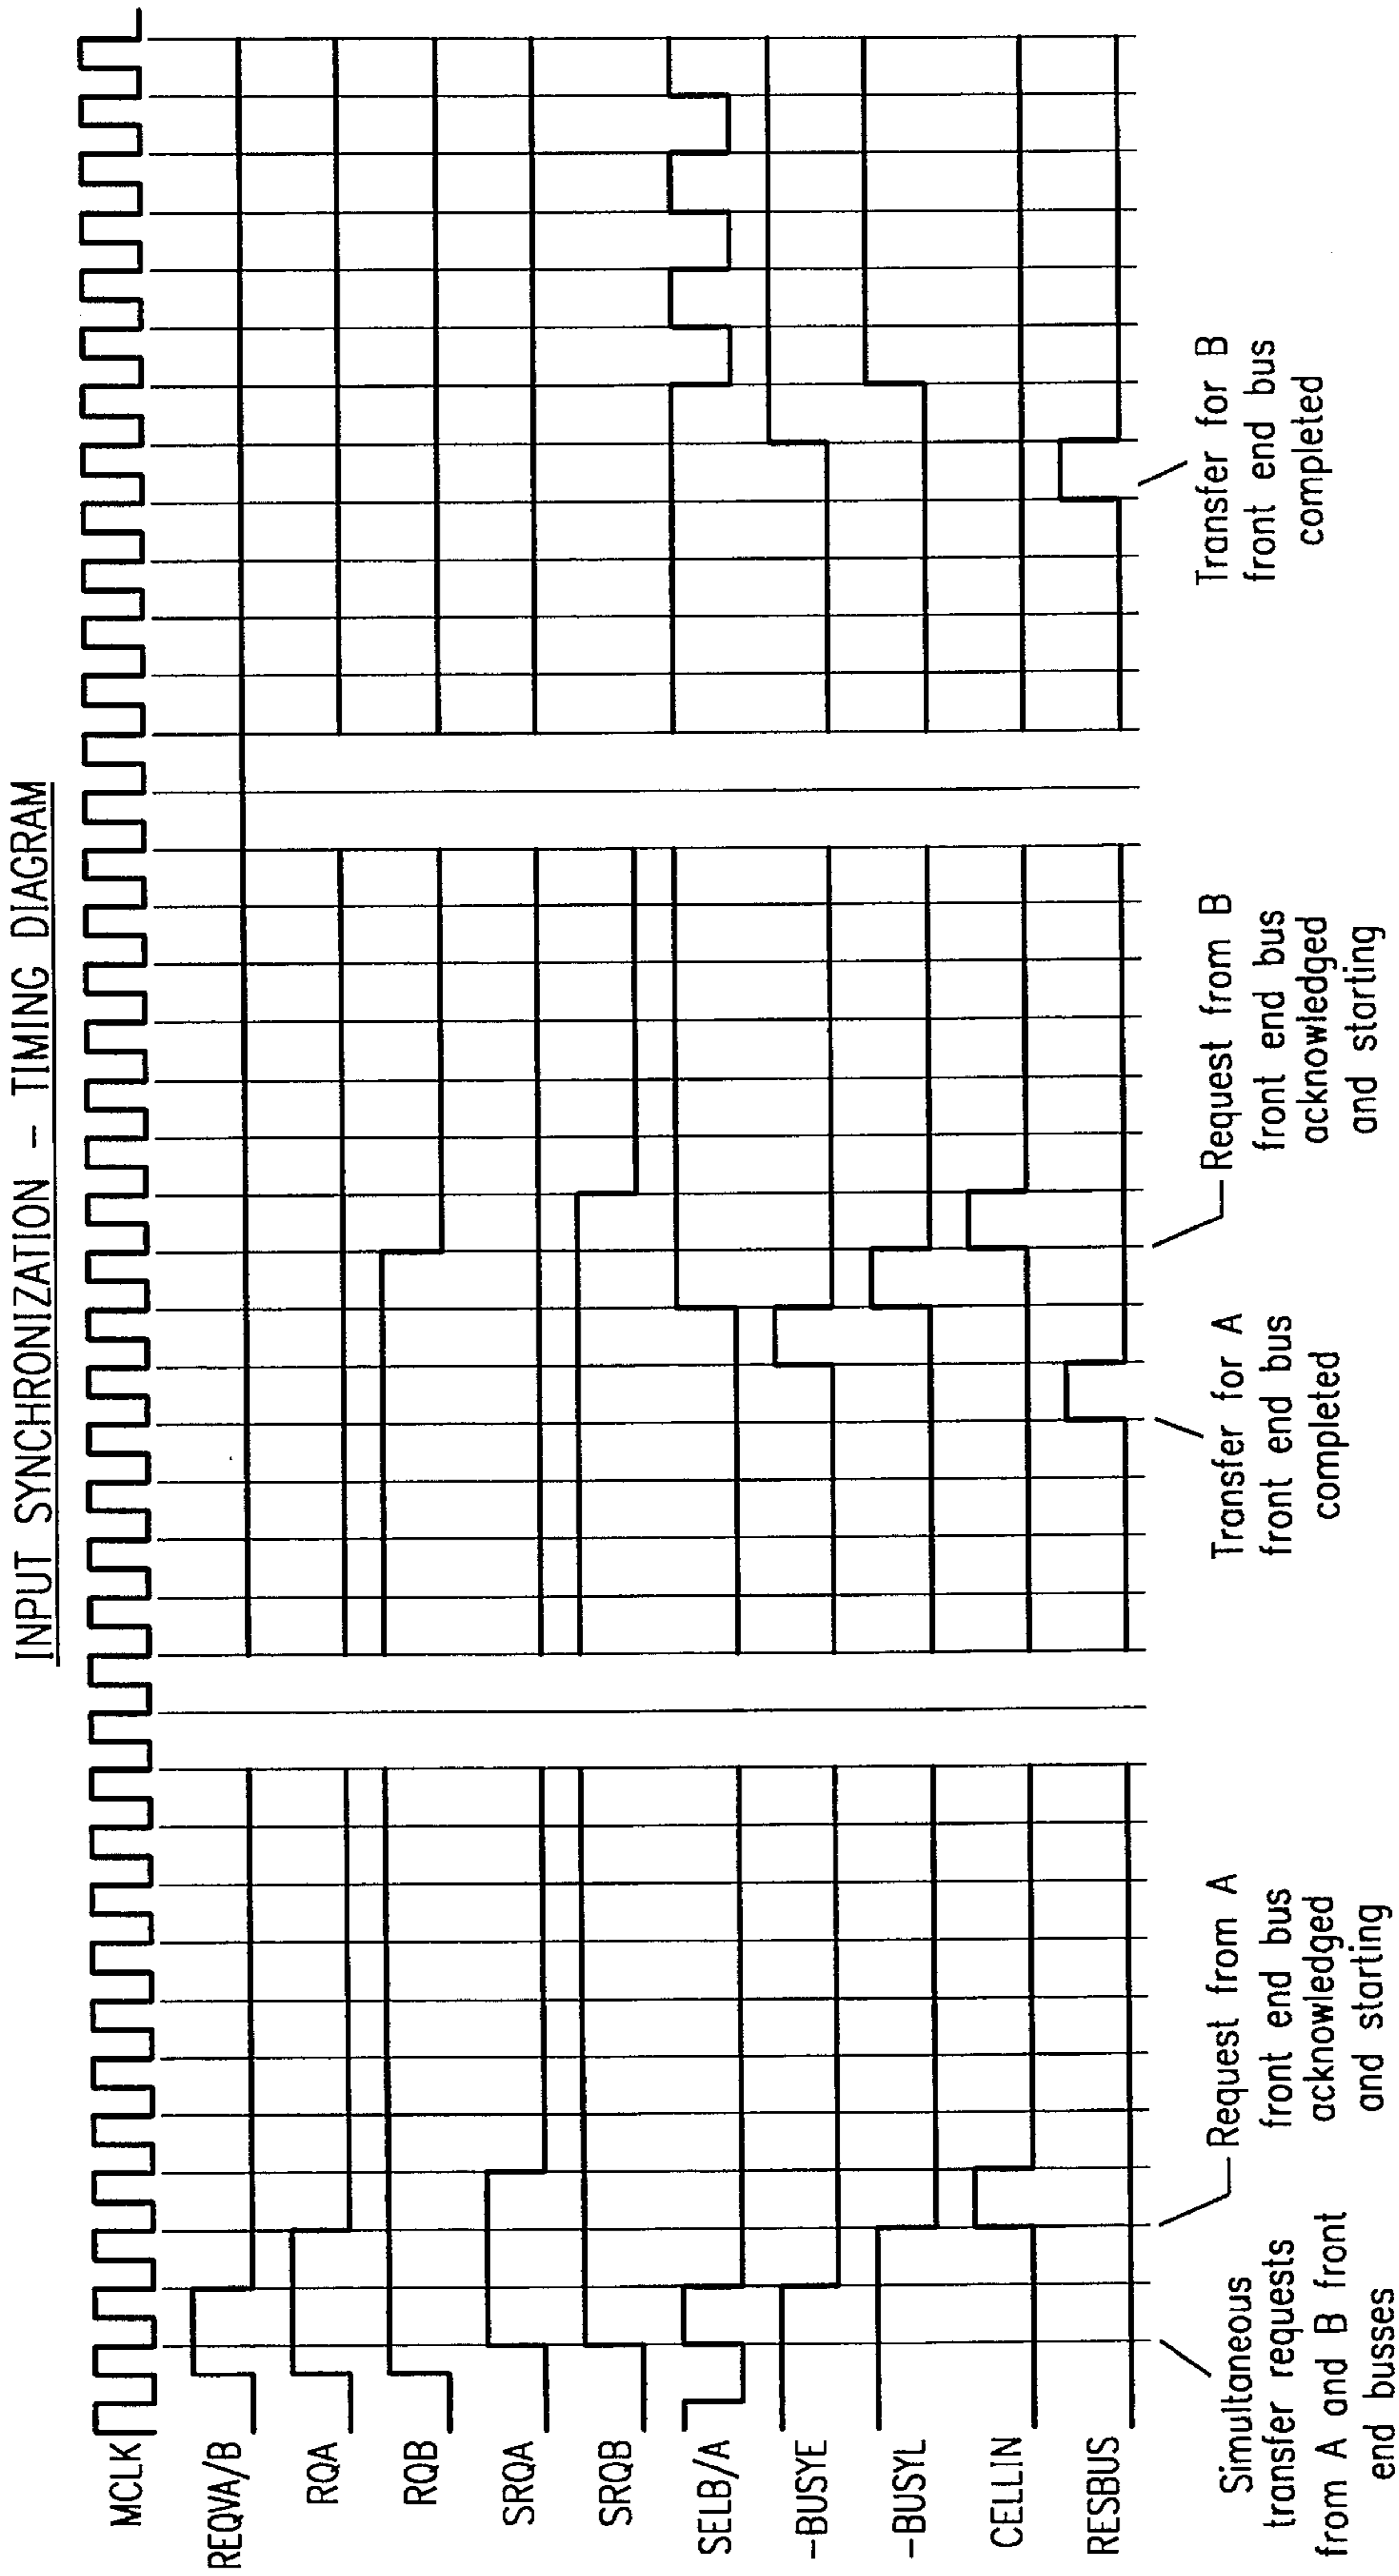 INPUT SYNCHRONIZATION – TIMING DIAGRAM
MCLK
REQVA/B
RQA
RQB
SRQA
SRQB
SELB/A
-BUSYE
-BUSYL
CELLIN
RESBUS
Simultaneous
transfer requests
from A and B front
end busses
Request from A
front end bus
acknowledged
and starting
Transfer for A
front end bus
completed
Request from B
front end bus
acknowledged
and starting
Transfer for B
front end bus
completed